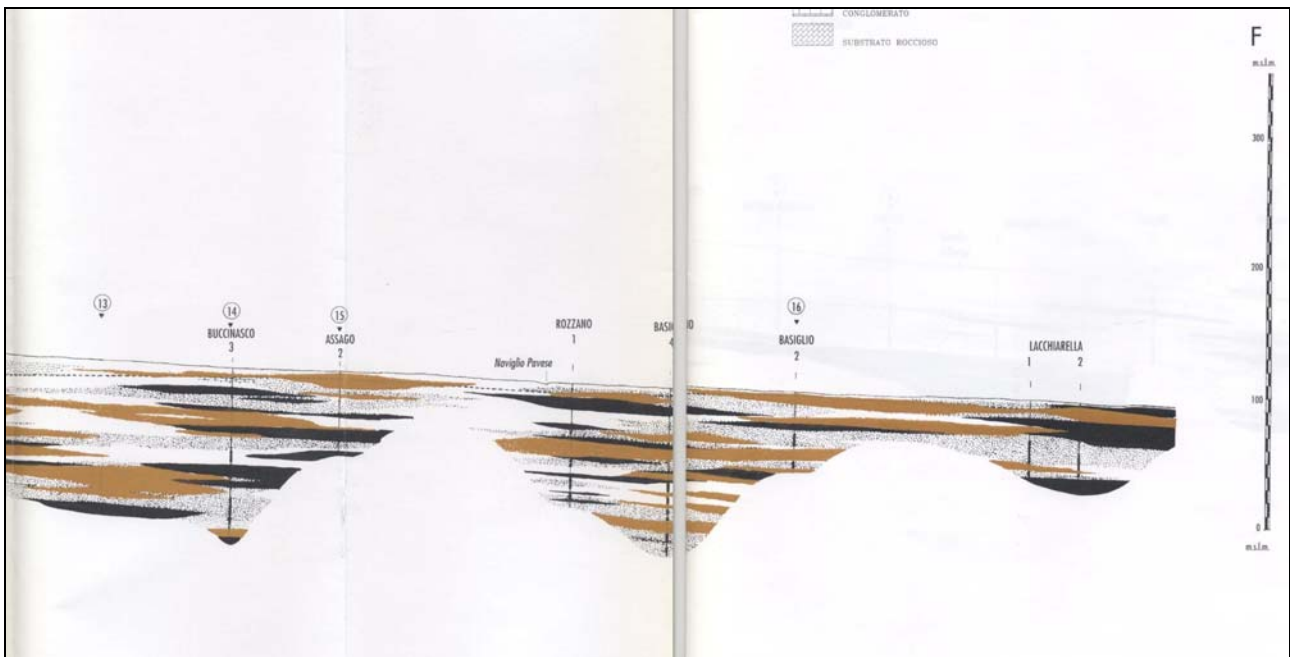 CONGLOMERATO
SUBSTRATO ROCCIOSO
F
m.s.l.m.
300
200
100
0
m.s.l.m.
13
14
BUCCINASCO
3
15
ASSAGO
2
Naviglio Pavese
ROZZANO
1
BASIGLIO
2
16
LACCHIARELLA
1 2